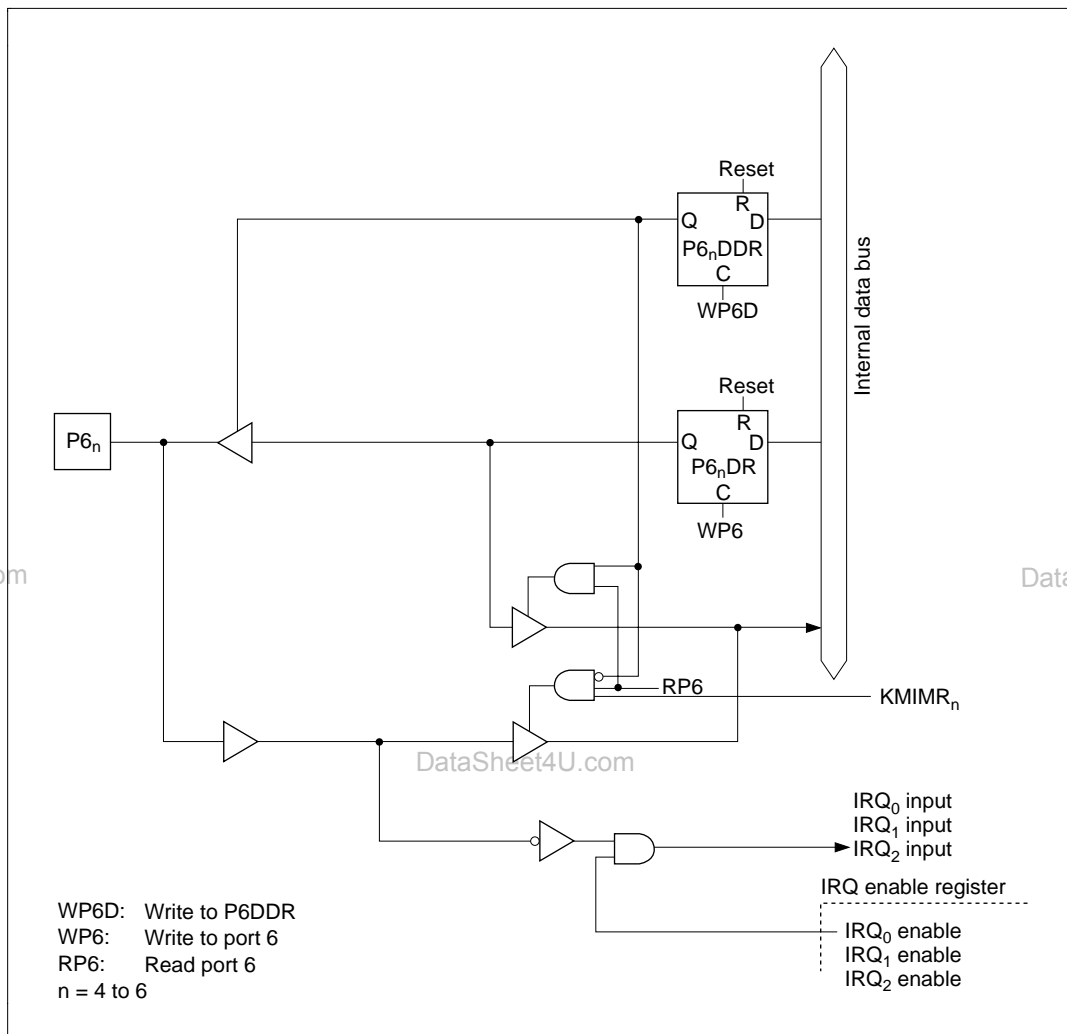 Reset
R
Q D
P6nDDR
C
WP6D
Internal data bus
Reset
R
P6n
Q D
P6nDR
C
WP6
om
Data
RP6
KMIMRn
DataSheet4U.com
IRQ0 input
IRQ1 input
IRQ2 input
IRQ enable register
WP6D: Write to P6DDR
WP6: Write to port 6
RP6: Read port 6
n = 4 to 6
IRQ0 enable
IRQ1 enable
IRQ2 enable